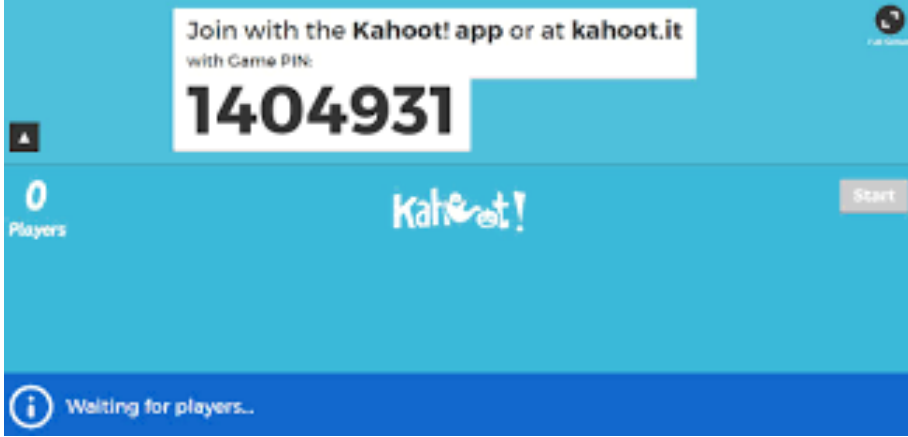 Join with the Kahoot! app or at kahoot.it
with Game PIN:
1404931
0
Players
Kahoot!
Start
Waiting for players...